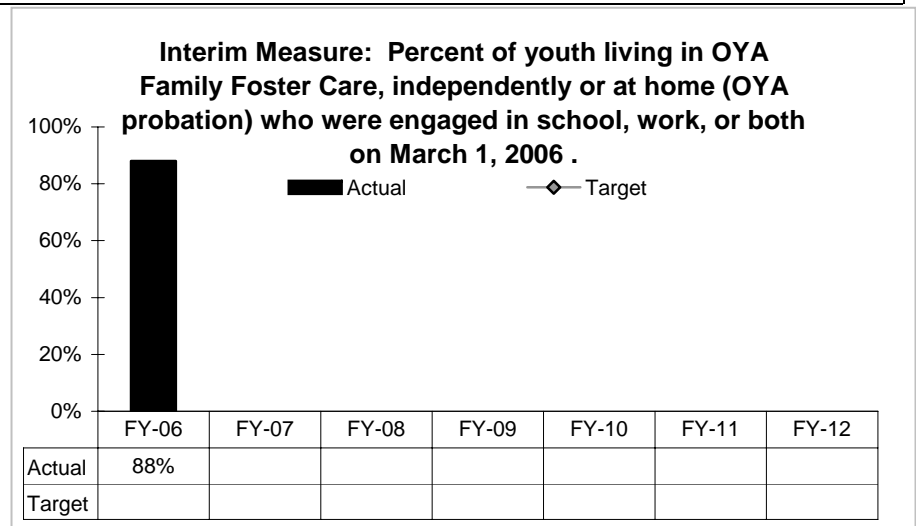 Interim Measure: Percent of youth living in OYA
Family Foster Care, independently or at home (OYA
probation) who were engaged in school, work, or both
on March 1, 2006 .
Actual Target
100%
80%
60%
40%
20%
0%
FY-06 FY-07 FY-08 FY-09 FY-10 FY-11 FY-12
Actual 88%
Target